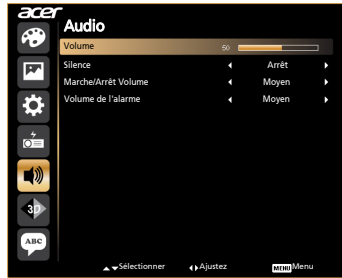 acer
Audio
Volume 50
Silence Arrêt
Marche/Arrêt Volume Moyen
Volume de l'alarme Moyen
3D
ABC
Sélectionner Ajustez MENU Menu